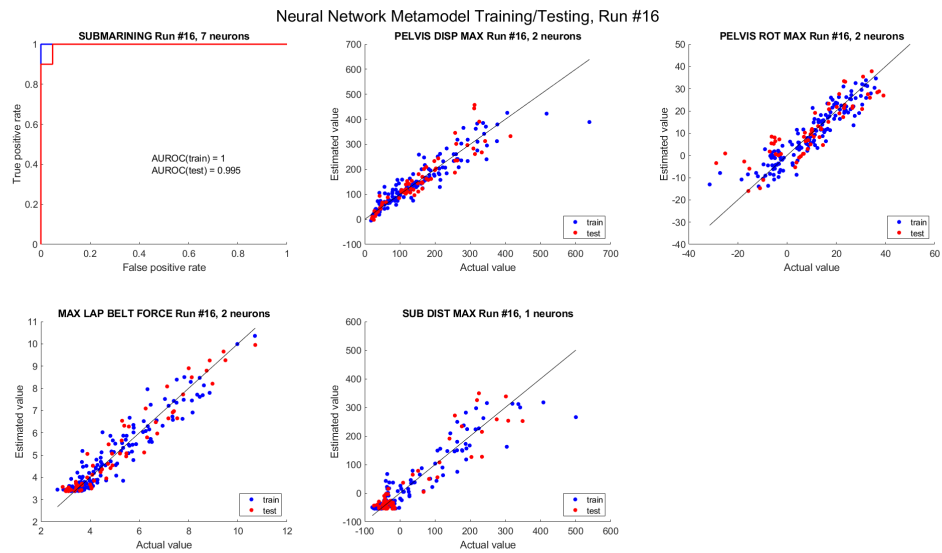 Neural Network Metamodel Training/Testing, Run #16
SUBMARINING Run #16, 7 neurons
1
0.8
0.6
0.4
0.2
0
True positive rate
AUROC(train) = 1
AUROC(test) = 0.995
0 0.2 0.4 0.6 0.8 1
False positive rate
PELVIS DISP MAX Run #16, 2 neurons
700
600
500
400
300
200
100
0
-100
Estimated value
train
test
0 100 200 300 400 500 600 700
Actual value
PELVIS ROT MAX Run #16, 2 neurons
50
40
30
20
10
0
-10
-20
-30
-40
Estimated value
train
test
-40 -20 0 20 40 60
Actual value
MAX LAP BELT FORCE Run #16, 2 neurons
11
10
9
8
7
6
5
4
3
2
Estimated value
train
test
2 4 6 8 10 12
Actual value
SUB DIST MAX Run #16, 1 neurons
600
500
400
300
200
100
0
-100
Estimated value
train
test
-100 0 100 200 300 400 500 600
Actual value